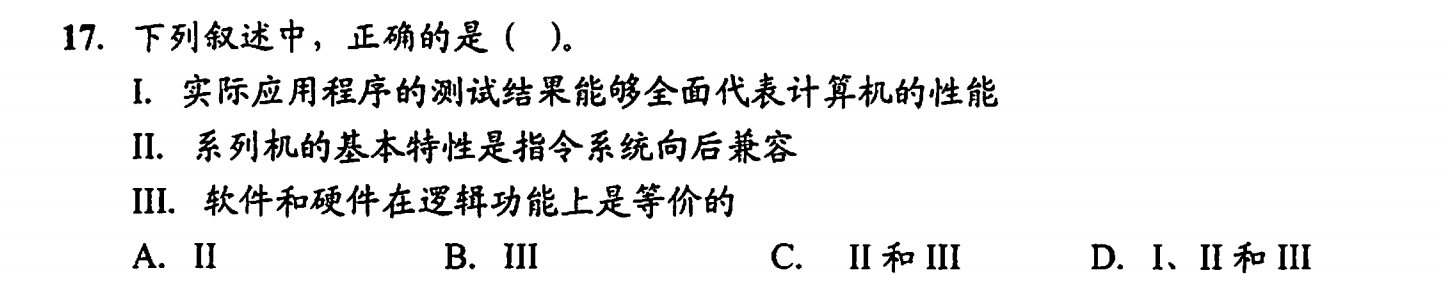 17. 下列叙述中，正确的是（ ）。
I. 实际应用程序的测试结果能够全面代表计算机的性能
II. 系列机的基本特性是指令系统向后兼容
III. 软件和硬件在逻辑功能上是等价的
A. II B. III C. II 和 III D. I、II 和 III